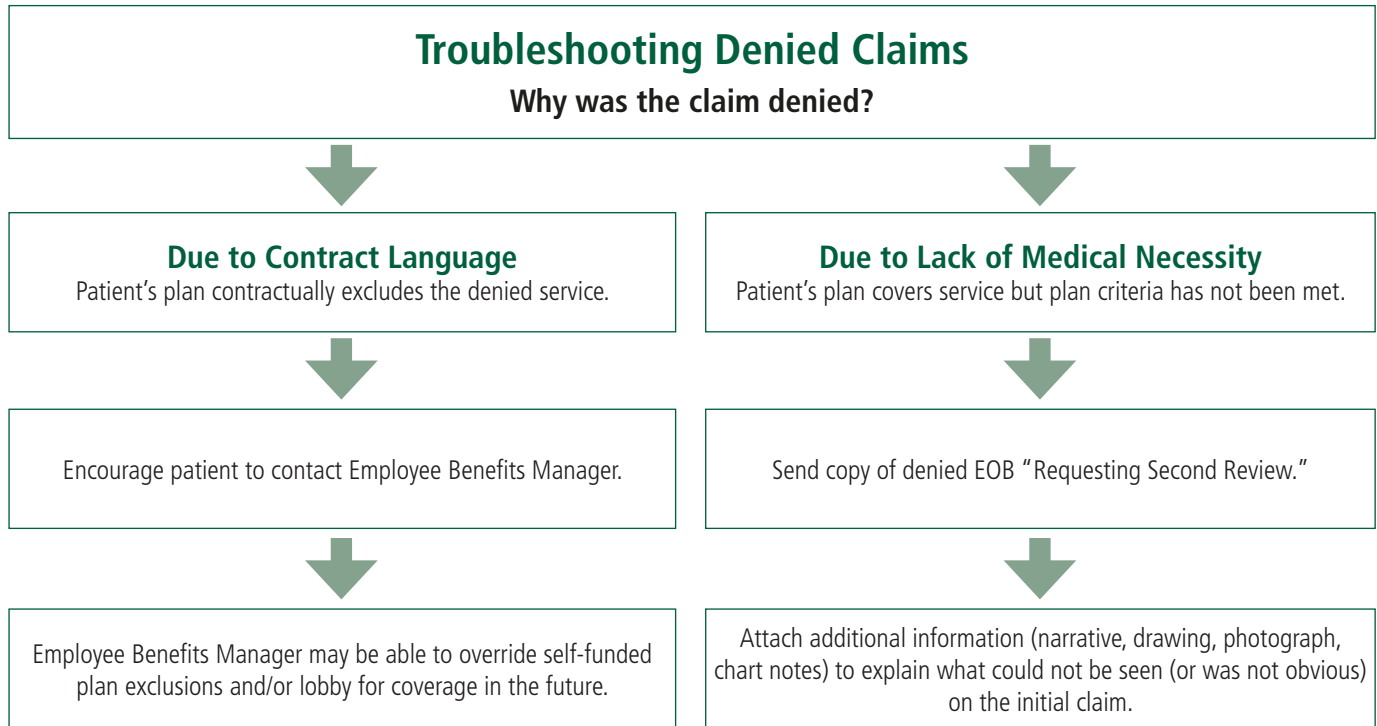 Troubleshooting Denied Claims
Why was the claim denied?
Due to Contract Language
Patient’s plan contractually excludes the denied service.
Due to Lack of Medical Necessity
Patient’s plan covers service but plan criteria has not been met.
Encourage patient to contact Employee Benefits Manager.
Send copy of denied EOB “Requesting Second Review.”
Employee Benefits Manager may be able to override self-funded
plan exclusions and/or lobby for coverage in the future.
Attach additional information (narrative, drawing, photograph,
chart notes) to explain what could not be seen (or was not obvious)
on the initial claim.